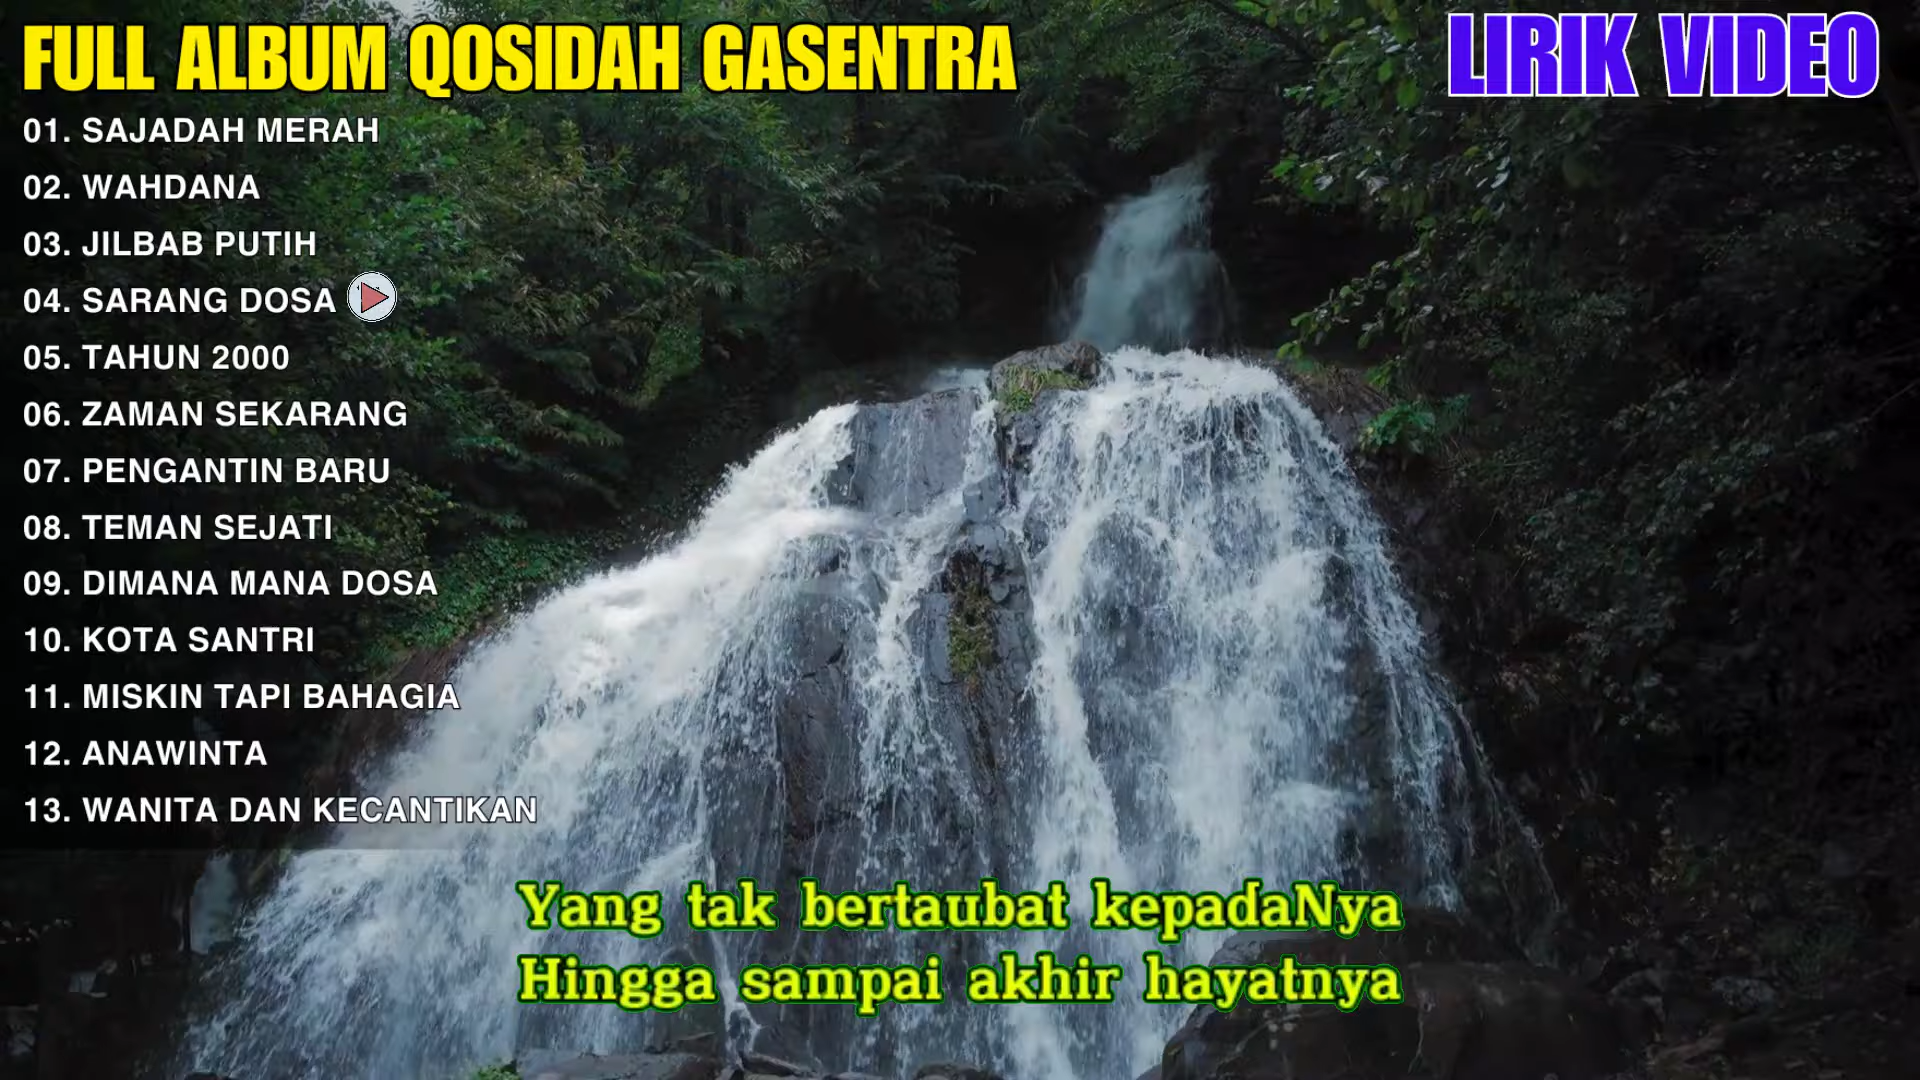 FULL ALBUM QOSIDAH GASENTRA
LIRIK VIDEO
01. SAJADAH MERAH
02. WAHDANA
03. JILBAB PUTIH
04. SARANG DOSA
05. TAHUN 2000
06. ZAMAN SEKARANG
07. PENGANTIN BARU
08. TEMAN SEJATI
09. DIMANA MANA DOSA
10. KOTA SANTRI
11. MISKIN TAPI BAHAGIA
12. ANAWINTA
13. WANITA DAN KECANTIKAN
Yang tak bertaubat kepadaNya
Hingga sampai akhir hayatnya